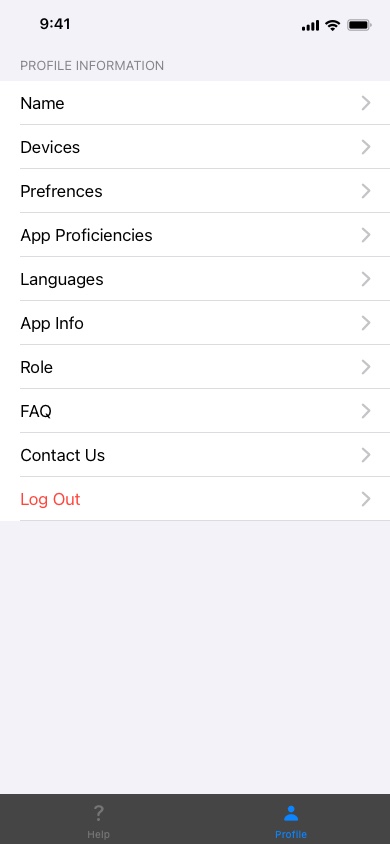 9:41
PROFILE INFORMATION
Name
Devices
Prefrences
App Proficiencies
Languages
App Info
Role
FAQ
Contact Us
Log Out
Help
Profile